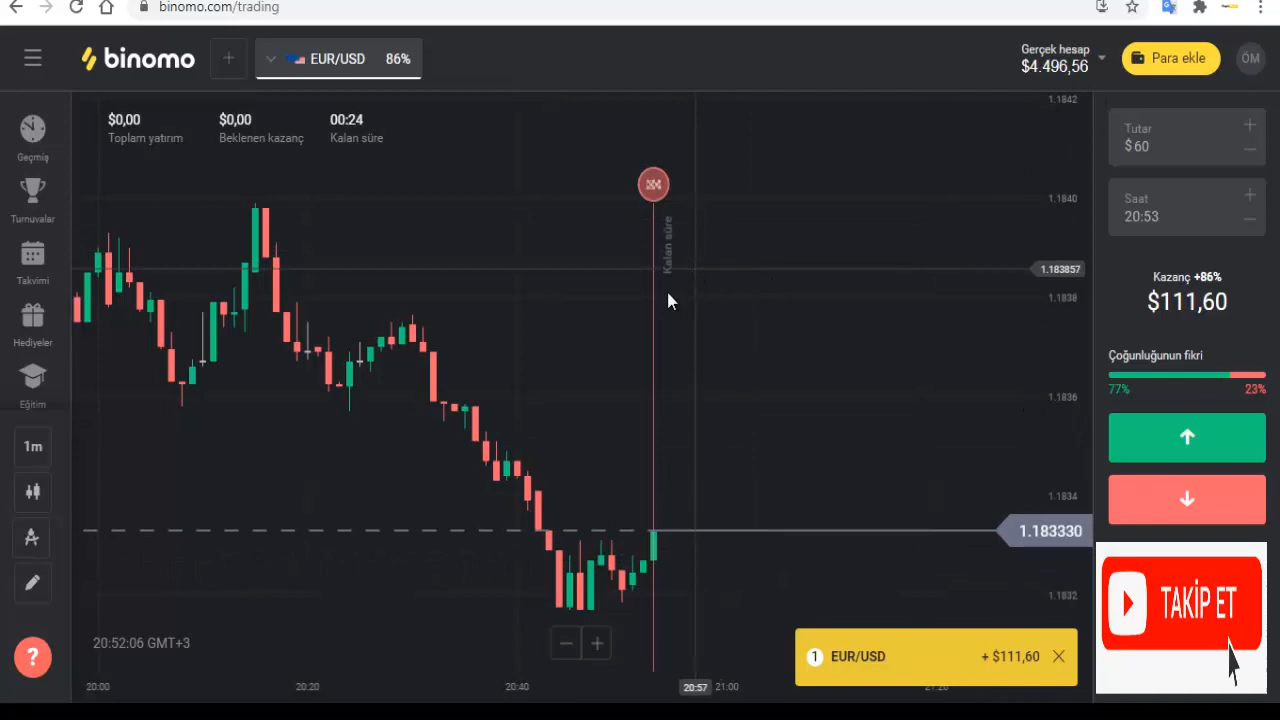 binomo.com/trading
binomo
EUR/USD 86%
Gerçek hesap
$4.496,56
Para ekle
ÖM
$0,00
Toplam yatırım
$0,00
Beklenen kazanç
00:24
Kalan süre
Geçmiş
Turnuvalar
Takvimi
Hediyeler
Eğitim
1m
?
Kalan süre
1.1842
1.1840
1.183857
1.1838
1.1836
1.1834
1.183330
1.1832
20:52:06 GMT+3
20:00
20:20
20:40
20:57
21:00
21:20
1 EUR/USD + $111,60
Tutar
$60
Saat
20:53
Kazanç +86%
$111,60
Çoğunluğunun fikri
77% 23%
TAKİP ET